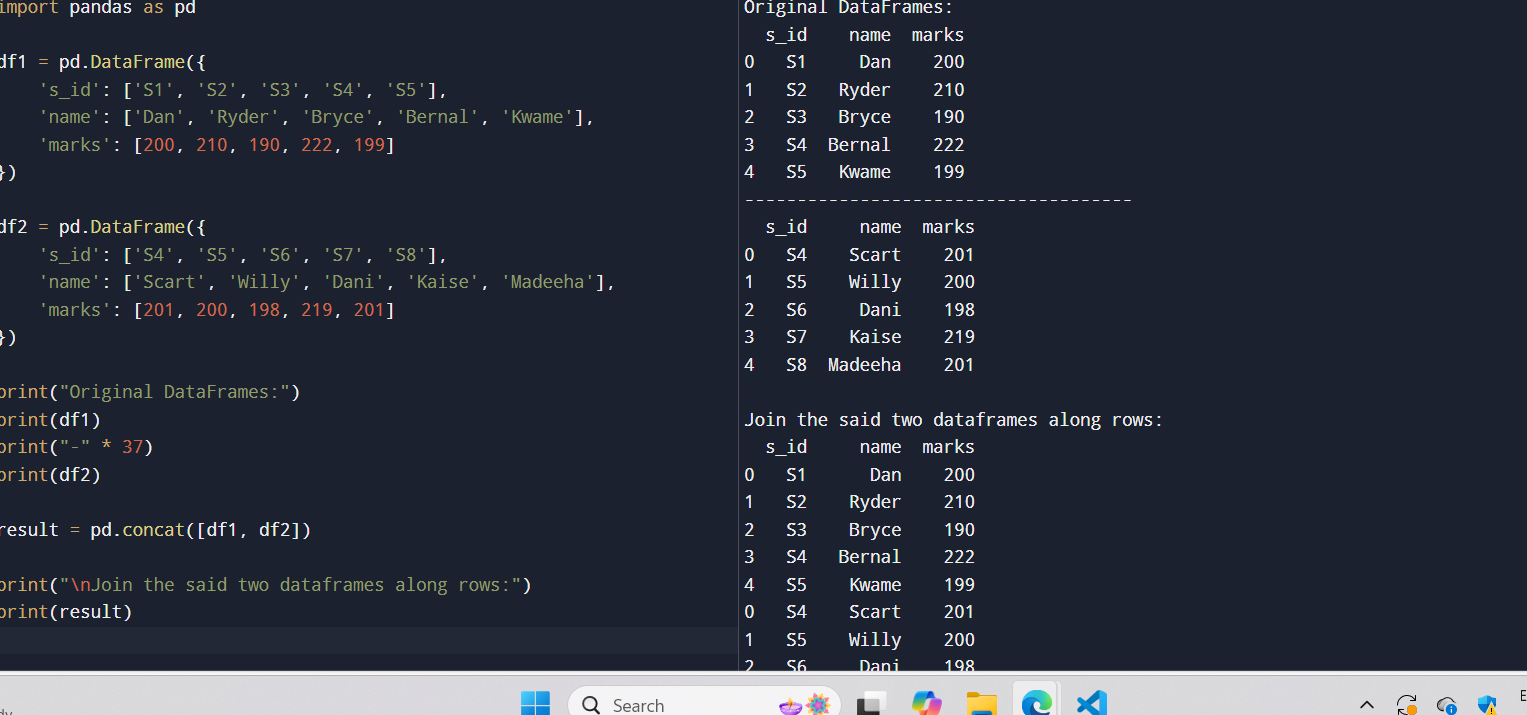 import pandas as pd
df1 = pd.DataFrame({
's_id': ['S1', 'S2', 'S3', 'S4', 'S5'],
'name': ['Dan', 'Ryder', 'Bryce', 'Bernal', 'Kwame'],
'marks': [200, 210, 190, 222, 199]
})
df2 = pd.DataFrame({
's_id': ['S4', 'S5', 'S6', 'S7', 'S8'],
'name': ['Scart', 'Willy', 'Dani', 'Kaise', 'Madeeha'],
'marks': [201, 200, 198, 219, 201]
})
print("Original DataFrames:")
print(df1)
print("-" * 37)
print(df2)
result = pd.concat([df1, df2])
print("\nJoin the said two dataframes along rows:")
print(result)
Original DataFrames:
s_id name marks
0 S1 Dan 200
1 S2 Ryder 210
2 S3 Bryce 190
3 S4 Bernal 222
4 S5 Kwame 199
-------------------------------------
s_id name marks
0 S4 Scart 201
1 S5 Willy 200
2 S6 Dani 198
3 S7 Kaise 219
4 S8 Madeeha 201
Join the said two dataframes along rows:
s_id name marks
0 S1 Dan 200
1 S2 Ryder 210
2 S3 Bryce 190
3 S4 Bernal 222
4 S5 Kwame 199
0 S4 Scart 201
1 S5 Willy 200
2 S6 Dani 198
Search